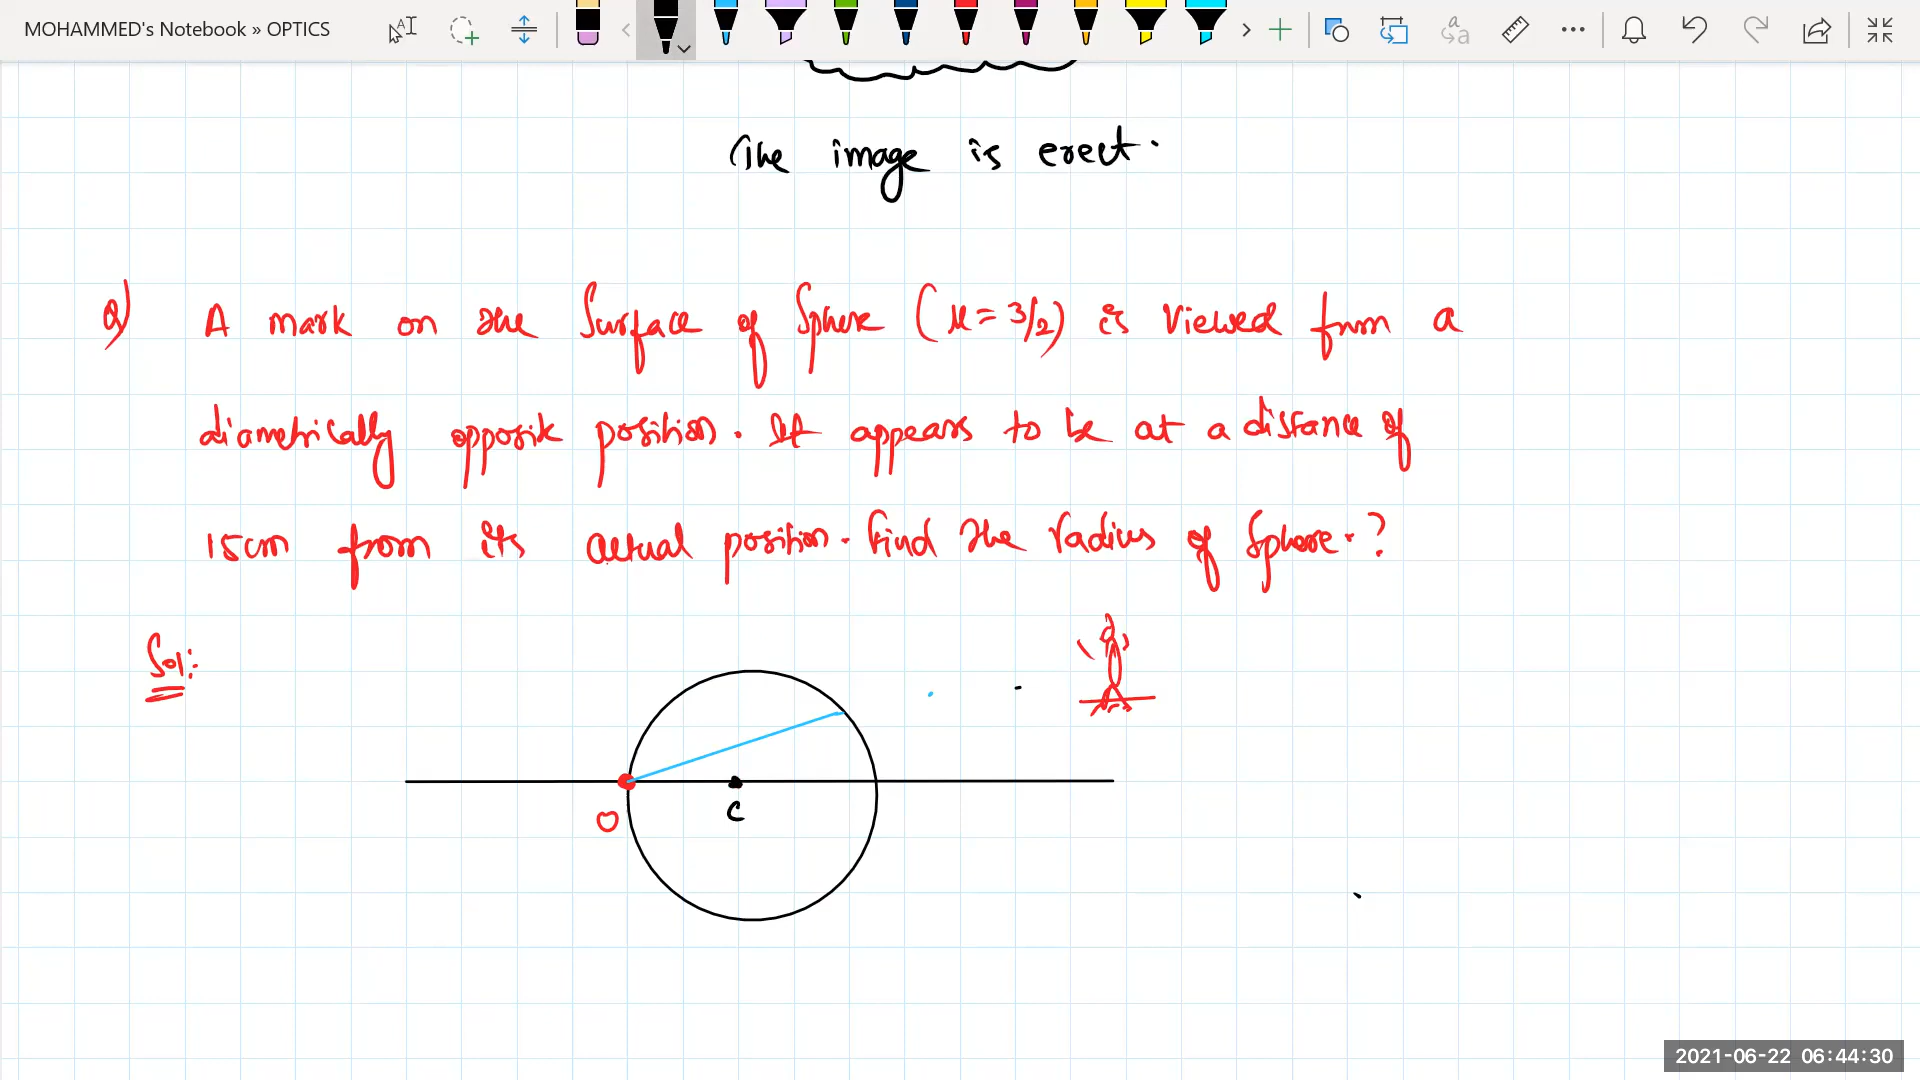 MOHAMMED's Notebook » OPTICS
The image is erect.
Q) A mark on the Surface of Sphere (μ = 3/2) is viewed from a
diametrically opposite position. It appears to be at a distance of
15cm from its actual position. Find the radius of Sphere.?
Sol:
O
C
2021-06-22 06:44:30